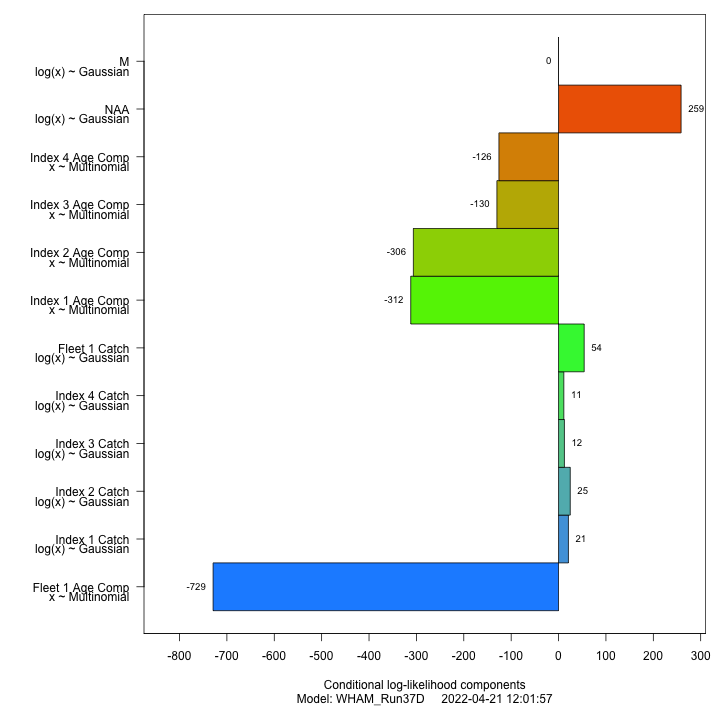 M
log(x) ~ Gaussian
0
NAA
log(x) ~ Gaussian
259
Index 4 Age Comp
x ~ Multinomial
-126
Index 3 Age Comp
x ~ Multinomial
-130
Index 2 Age Comp
x ~ Multinomial
-306
Index 1 Age Comp
x ~ Multinomial
-312
Fleet 1 Catch
log(x) ~ Gaussian
54
Index 4 Catch
log(x) ~ Gaussian
11
Index 3 Catch
log(x) ~ Gaussian
12
Index 2 Catch
log(x) ~ Gaussian
25
Index 1 Catch
log(x) ~ Gaussian
21
Fleet 1 Age Comp
x ~ Multinomial
-729
-800 -700 -600 -500 -400 -300 -200 -100 0 100 200 300
Conditional log-likelihood components
Model: WHAM_Run37D 2022-04-21 12:01:57